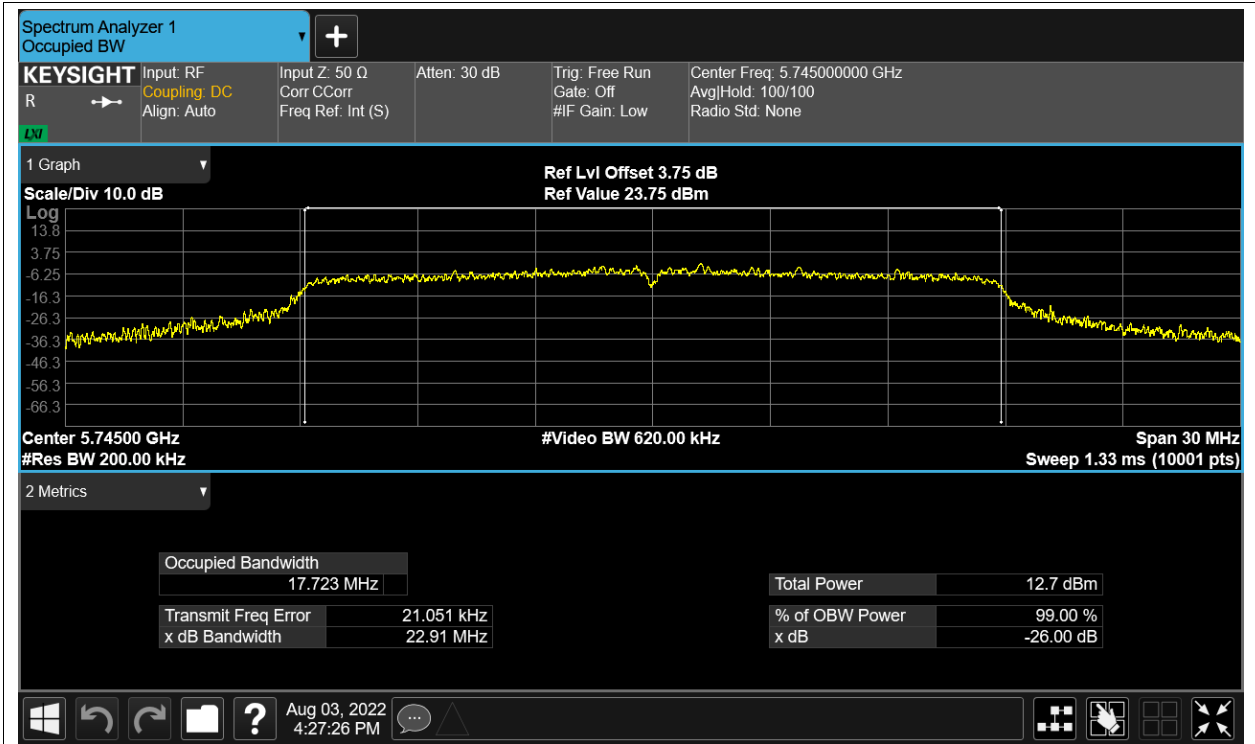 Spectrum Analyzer 1
Occupied BW
KEYSIGHT
R
LXI
Input: RF
Coupling: DC
Align: Auto
Input Z: 50 Ω
Corr CCorr
Freq Ref: Int (S)
Atten: 30 dB
Trig: Free Run
Gate: Off
#IF Gain: Low
Center Freq: 5.745000000 GHz
Avg|Hold: 100/100
Radio Std: None
1 Graph
Scale/Div 10.0 dB
Ref Lvl Offset 3.75 dB
Ref Value 23.75 dBm
Log
13.8
3.75
-6.25
-16.3
-26.3
-36.3
-46.3
-56.3
-66.3
Center 5.74500 GHz
#Video BW 620.00 kHz
Span 30 MHz
#Res BW 200.00 kHz
Sweep 1.33 ms (10001 pts)
2 Metrics
Occupied Bandwidth
17.723 MHz
Transmit Freq Error 21.051 kHz
x dB Bandwidth 22.91 MHz
Total Power 12.7 dBm
% of OBW Power 99.00 %
x dB -26.00 dB
?
Aug 03, 2022
4:27:26 PM